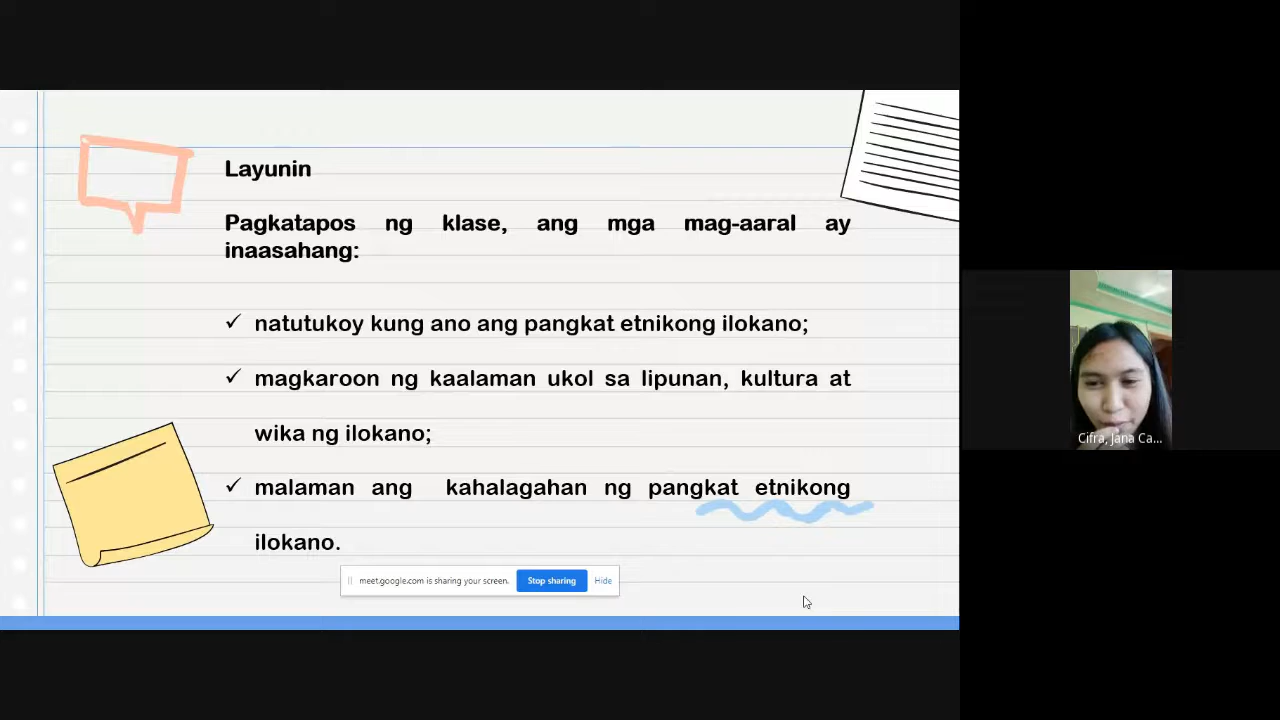 Layunin
Pagkatapos ng klase, ang mga mag-aaral ay
inaasahang:
✓ natutukoy kung ano ang pangkat etnikong ilokano;
✓ magkaroon ng kaalaman ukol sa lipunan, kultura at
wika ng ilokano;
✓ malaman ang kahalagahan ng pangkat etnikong
ilokano.
meet.google.com is sharing your screen. Stop sharing Hide
Cifra, Jana Ca...